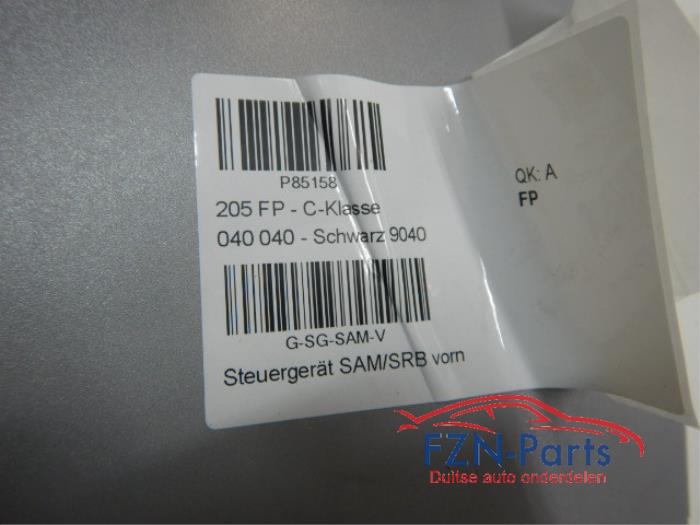 P85158
205 FP - C-Klasse
040 040 - Schwarz 9040
G-SG-SAM-V
Steuergerät SAM/SRB vorn
QK: A
FP
FZN-Parts
Duitse auto onderdelen